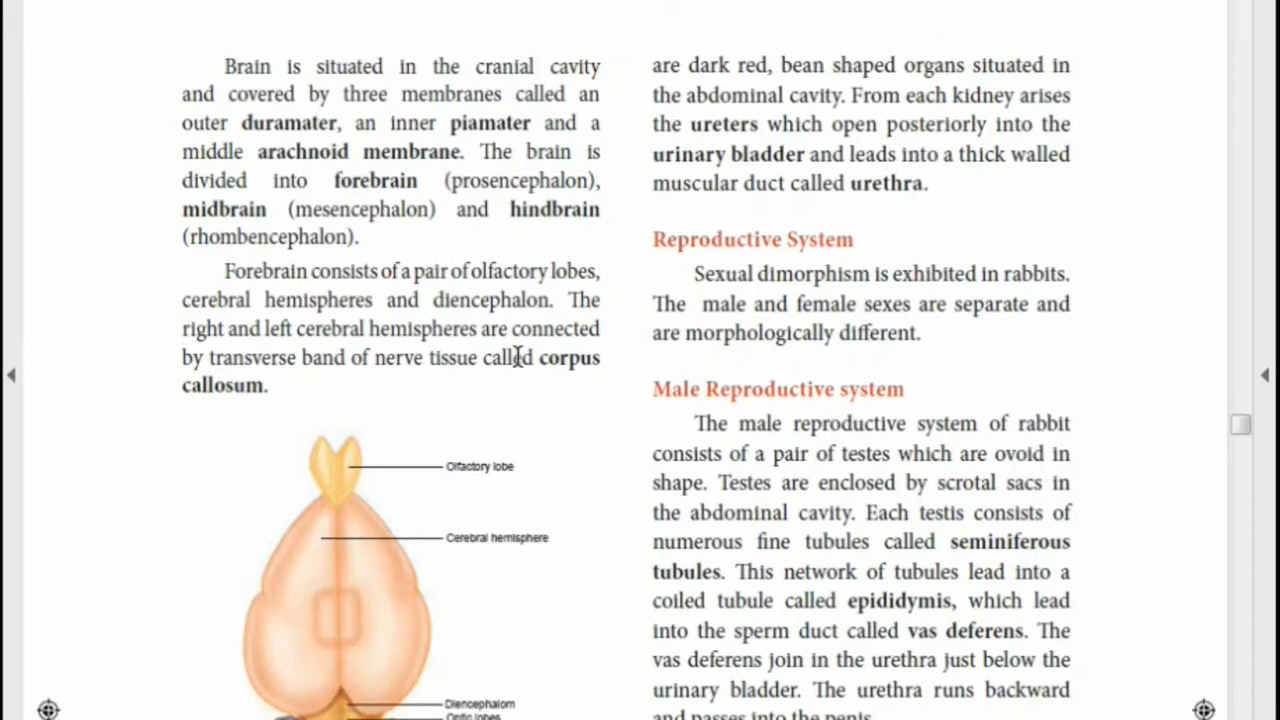 Brain is situated in the cranial cavity
and covered by three membranes called an
outer duramater, an inner piamater and a
middle arachnoid membrane. The brain is
divided into forebrain (prosencephalon),
midbrain (mesencephalon) and hindbrain
(rhombencephalon).
Forebrain consists of a pair of olfactory lobes,
cerebral hemispheres and diencephalon. The
right and left cerebral hemispheres are connected
by transverse band of nerve tissue called corpus
callosum.
Olfactory lobe
Cerebral hemisphere
Diencephalom
Optic lobes
are dark red, bean shaped organs situated in
the abdominal cavity. From each kidney arises
the ureters which open posteriorly into the
urinary bladder and leads into a thick walled
muscular duct called urethra.
Reproductive System
Sexual dimorphism is exhibited in rabbits.
The male and female sexes are separate and
are morphologically different.
Male Reproductive system
The male reproductive system of rabbit
consists of a pair of testes which are ovoid in
shape. Testes are enclosed by scrotal sacs in
the abdominal cavity. Each testis consists of
numerous fine tubules called seminiferous
tubules. This network of tubules lead into a
coiled tubule called epididymis, which lead
into the sperm duct called vas deferens. The
vas deferens join in the urethra just below the
urinary bladder. The urethra runs backward
and passes into the penis.